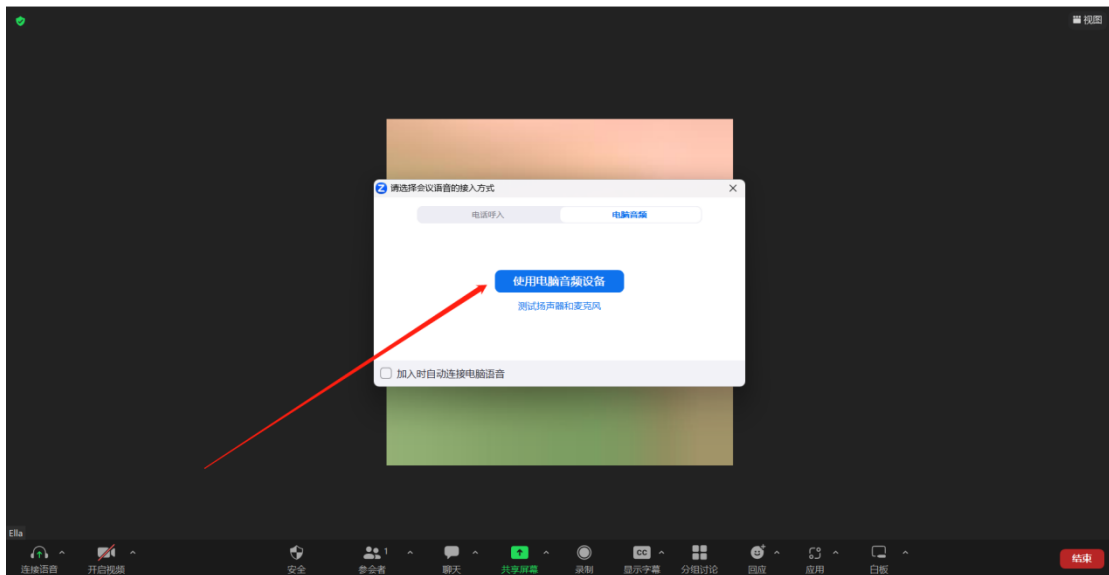 视图
请选择会议语音的接入方式
电话呼入
电脑音频
使用电脑音频设备
测试扬声器和麦克风
加入时自动连接电脑语音
Ella
连接语音
开启视频
安全
1
参会者
聊天
共享屏幕
录制
CC
显示字幕
分组讨论
回应
应用
白板
结束